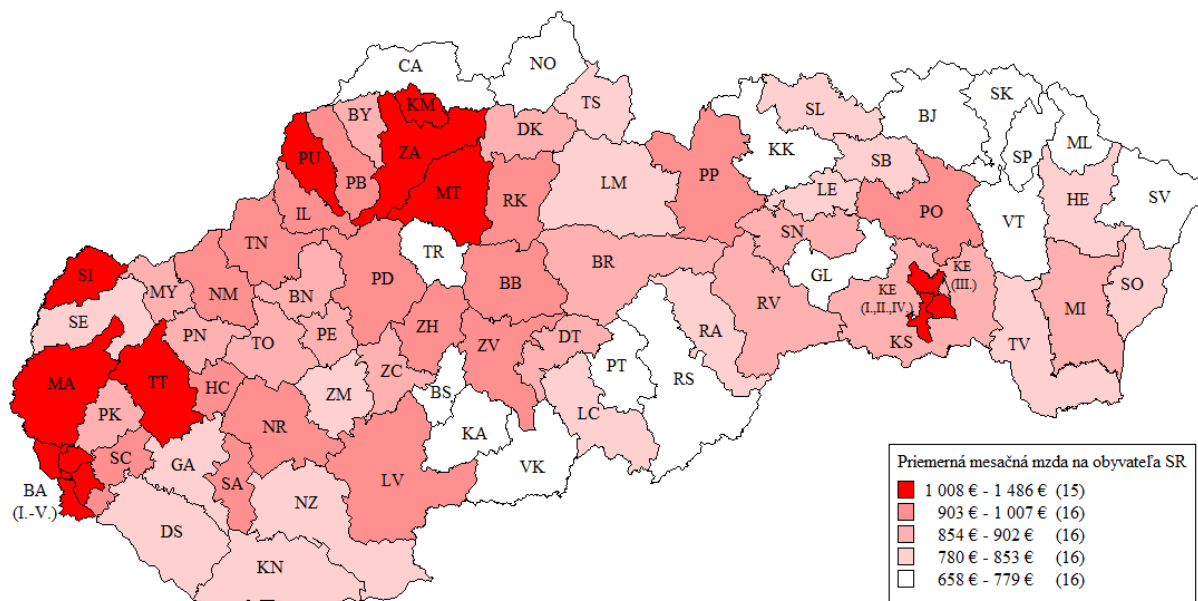 CA
NO
KM
BY
TS
DK
SL
BJ
SK
ML
PU
PB
ZA
MT
RK
LM
PP
KK
SB
SP
SV
HE
LE
PO
VT
IL
TN
TR
PD
BB
BR
SN
GL
KE
(I.,II.,IV.)
KE
(III.)
SO
SI
MY
NM
BN
SE
PN
TO
PE
ZH
ZV
DT
RV
RA
KS
MI
TV
MA
TT
HC
ZM
ZC
BS
PT
RS
LC
PK
NR
KA
VK
SC
GA
SA
LV
NZ
BA
(I.-V.)
DS
KN
Priemerná mesačná mzda na obyvateľa SR
1 008 € - 1 486 € (15)
903 € - 1 007 € (16)
854 € - 902 € (16)
780 € - 853 € (16)
658 € - 779 € (16)